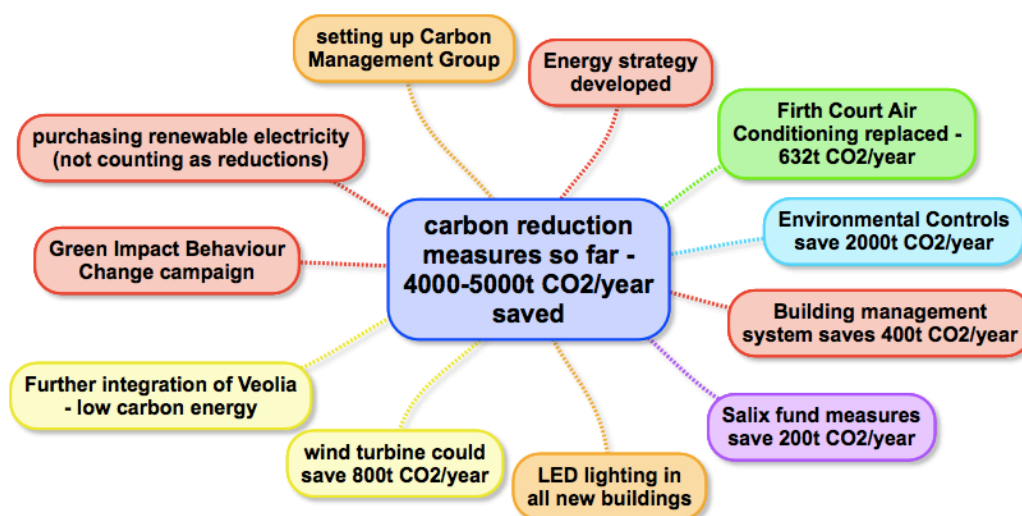 setting up Carbon
Management Group
Energy strategy
developed
Firth Court Air
Conditioning replaced -
632t CO2/year
purchasing renewable electricity
(not counting as reductions)
carbon reduction
measures so far -
4000-5000t CO2/year
saved
Environmental Controls
save 2000t CO2/year
Green Impact Behaviour
Change campaign
Building management
system saves 400t CO2/year
Further integration of Veolia
- low carbon energy
Salix fund measures
save 200t CO2/year
wind turbine could
save 800t CO2/year
LED lighting in
all new buildings